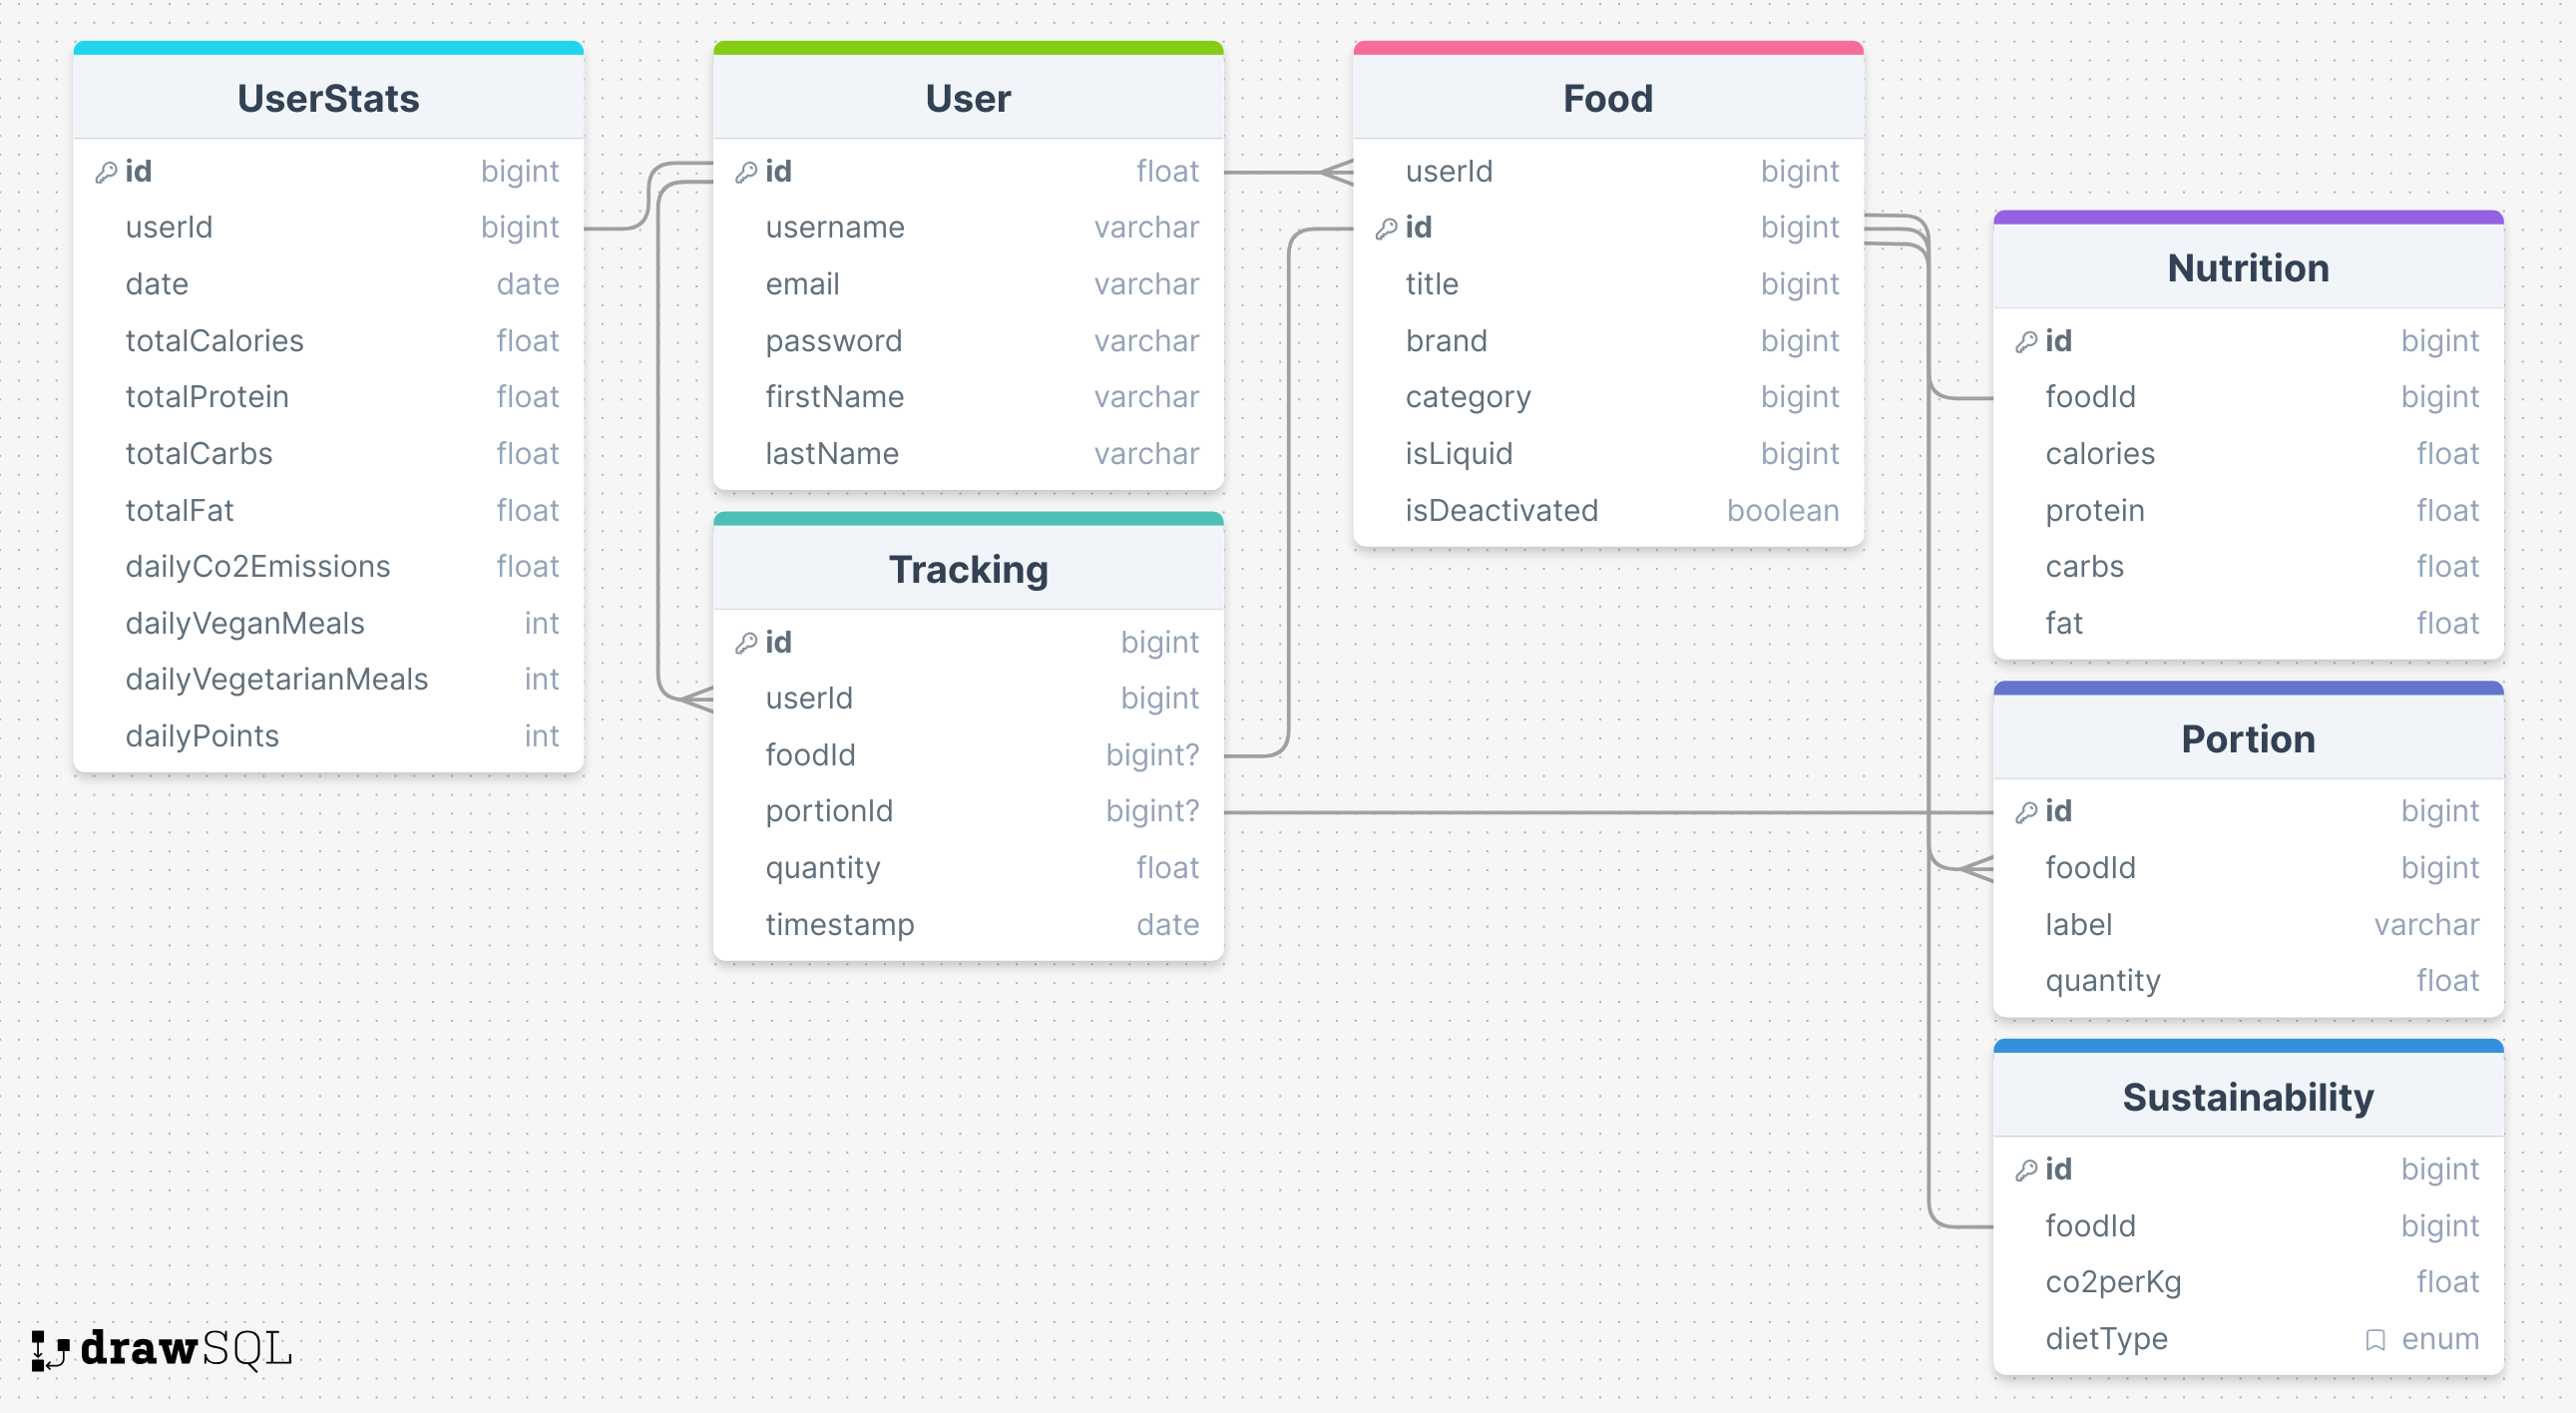 UserStats
id bigint
userId bigint
date date
totalCalories float
totalProtein float
totalCarbs float
totalFat float
dailyCo2Emissions float
dailyVeganMeals int
dailyVegetarianMeals int
dailyPoints int
User
id float
username varchar
email varchar
password varchar
firstName varchar
lastName varchar
Tracking
id bigint
userId bigint
foodId bigint?
portionId bigint?
quantity float
timestamp date
Food
userId bigint
id bigint
title bigint
brand bigint
category bigint
isLiquid bigint
isDeactivated boolean
Nutrition
id bigint
foodId bigint
calories float
protein float
carbs float
fat float
Portion
id bigint
foodId bigint
label varchar
quantity float
Sustainability
id bigint
foodId bigint
co2perKg float
dietType enum
drawSQL